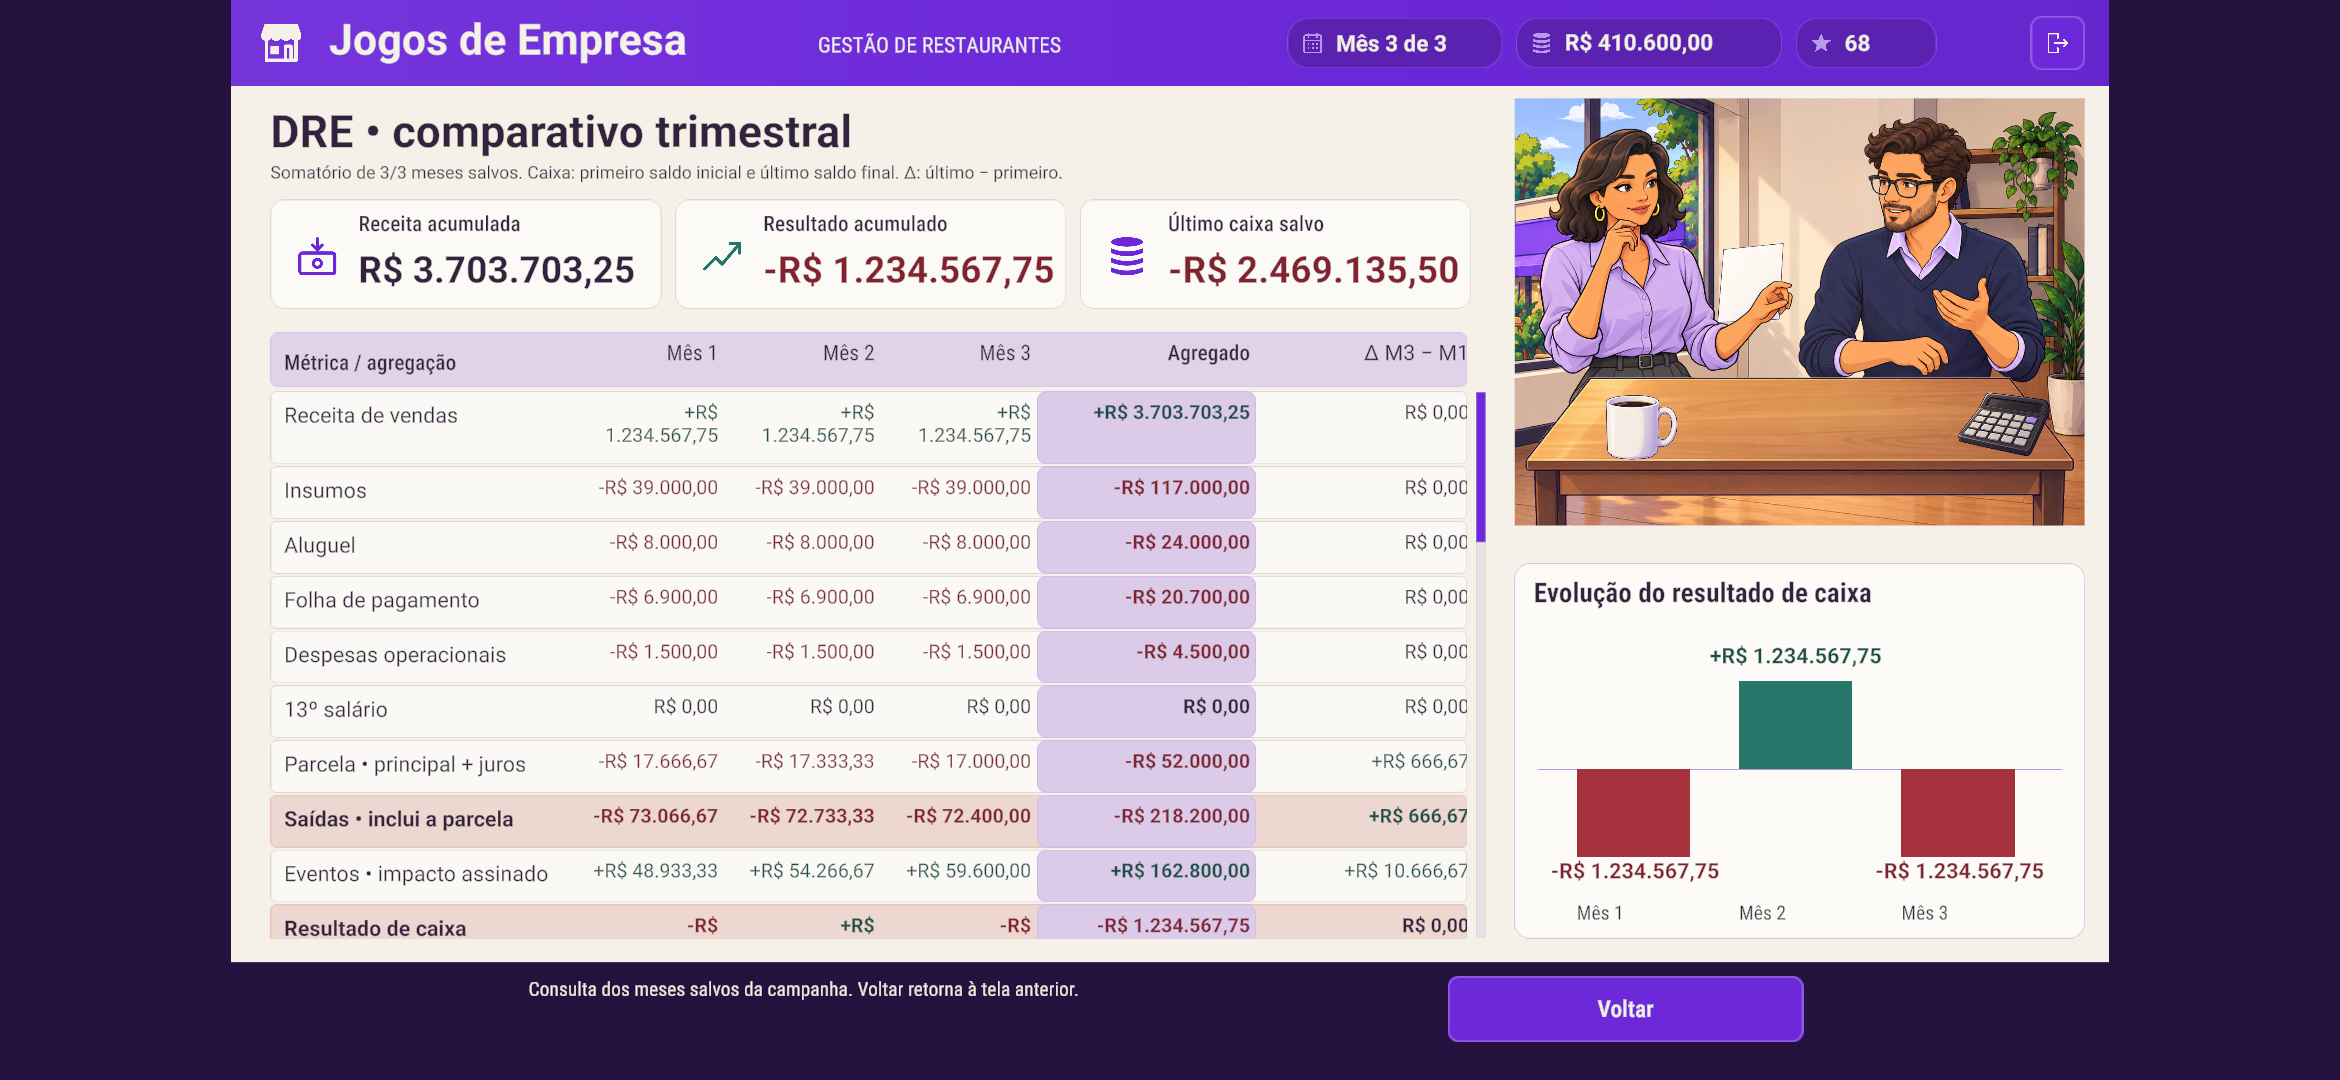 Jogos de Empresa
GESTÃO DE RESTAURANTES
Mês 3 de 3
R$ 410.600,00
68
DRE • comparativo trimestral
Somatório de 3/3 meses salvos. Caixa: primeiro saldo inicial e último saldo final. Δ: último − primeiro.
Receita acumulada
R$ 3.703.703,25
Resultado acumulado
-R$ 1.234.567,75
Último caixa salvo
-R$ 2.469.135,50
Métrica / agregação Mês 1 Mês 2 Mês 3 Agregado Δ M3 − M1
Receita de vendas +R$ +R$ +R$ +R$ 3.703.703,25 R$ 0,00
1.234.567,75 1.234.567,75 1.234.567,75
Insumos -R$ 39.000,00 -R$ 39.000,00 -R$ 39.000,00 -R$ 117.000,00 R$ 0,00
Aluguel -R$ 8.000,00 -R$ 8.000,00 -R$ 8.000,00 -R$ 24.000,00 R$ 0,00
Folha de pagamento -R$ 6.900,00 -R$ 6.900,00 -R$ 6.900,00 -R$ 20.700,00 R$ 0,00
Despesas operacionais -R$ 1.500,00 -R$ 1.500,00 -R$ 1.500,00 -R$ 4.500,00 R$ 0,00
13º salário R$ 0,00 R$ 0,00 R$ 0,00 R$ 0,00 R$ 0,00
Parcela • principal + juros -R$ 17.666,67 -R$ 17.333,33 -R$ 17.000,00 -R$ 52.000,00 +R$ 666,67
Saídas • inclui a parcela -R$ 73.066,67 -R$ 72.733,33 -R$ 72.400,00 -R$ 218.200,00 +R$ 666,67
Eventos • impacto assinado +R$ 48.933,33 +R$ 54.266,67 +R$ 59.600,00 +R$ 162.800,00 +R$ 10.666,67
Resultado de caixa -R$ +R$ -R$ -R$ 1.234.567,75 R$ 0,00
Evolução do resultado de caixa
+R$ 1.234.567,75
-R$ 1.234.567,75 -R$ 1.234.567,75
Mês 1 Mês 2 Mês 3
Consulta dos meses salvos da campanha. Voltar retorna à tela anterior.
Voltar